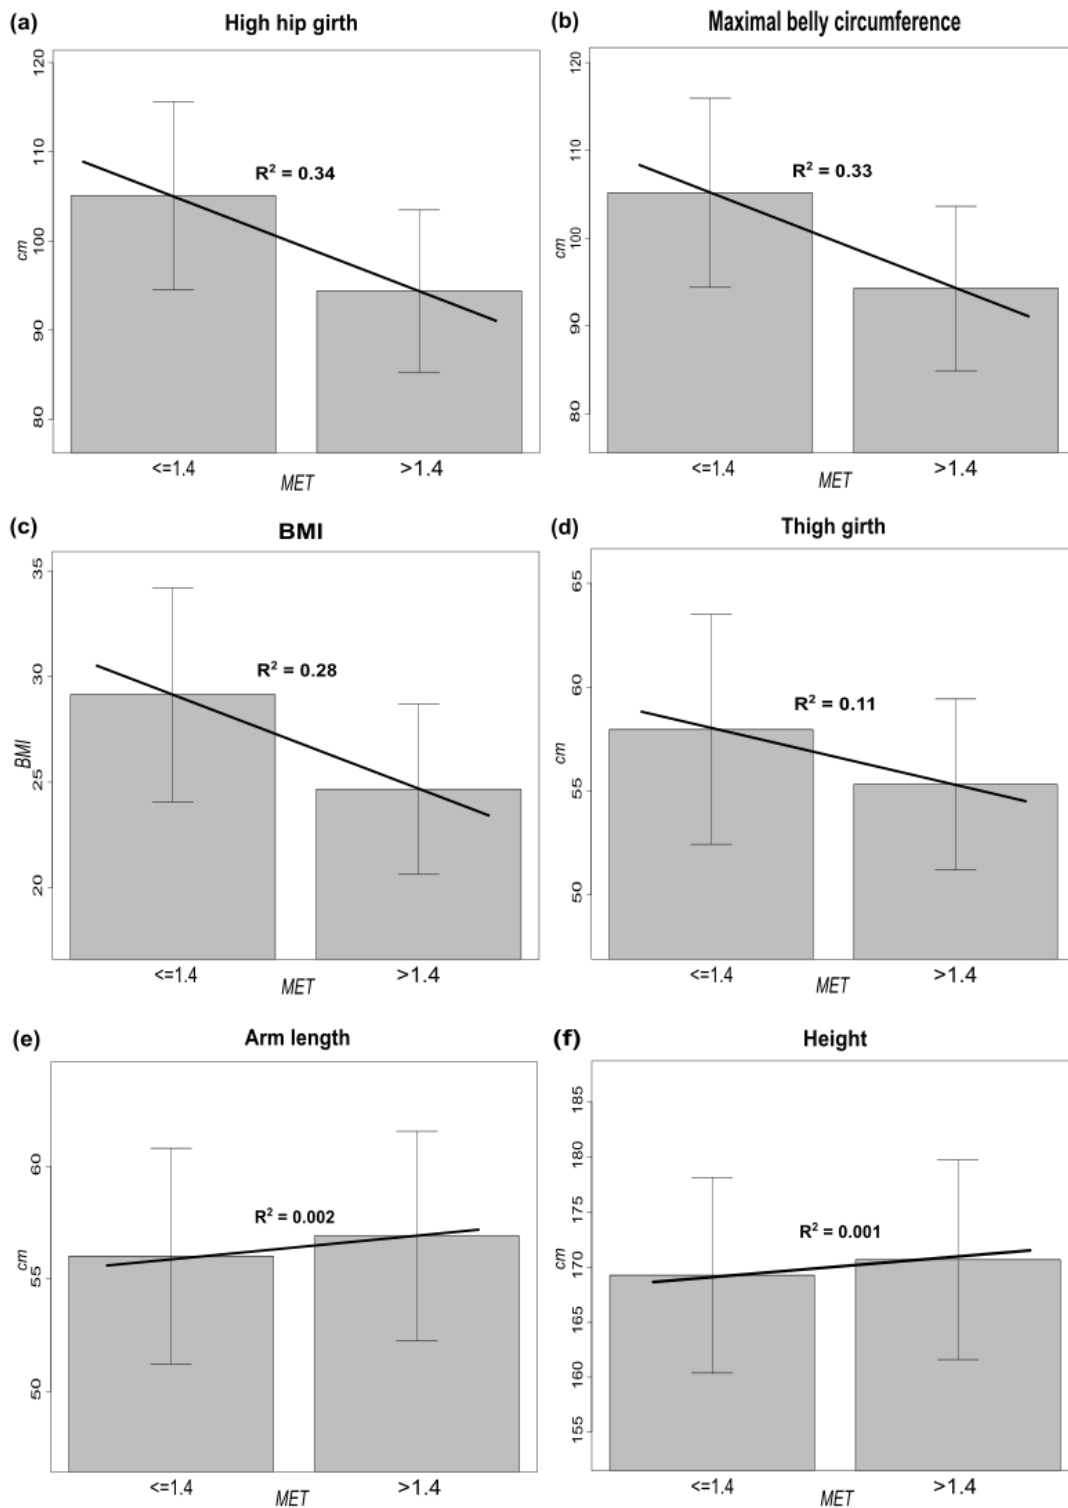 (a) High hip girth
120
110
100
90
80
cm
R² = 0.34
<=1.4 >1.4
MET
(b) Maximal belly circumference
120
110
100
90
80
cm
R² = 0.33
<=1.4 >1.4
MET
(c) BMI
35
30
25
20
BMI
R² = 0.28
<=1.4 >1.4
MET
(d) Thigh girth
65
60
55
50
cm
R² = 0.11
<=1.4 >1.4
MET
(e) Arm length
60
55
50
cm
R² = 0.002
<=1.4 >1.4
MET
(f) Height
185
180
175
170
165
160
155
cm
R² = 0.001
<=1.4 >1.4
MET